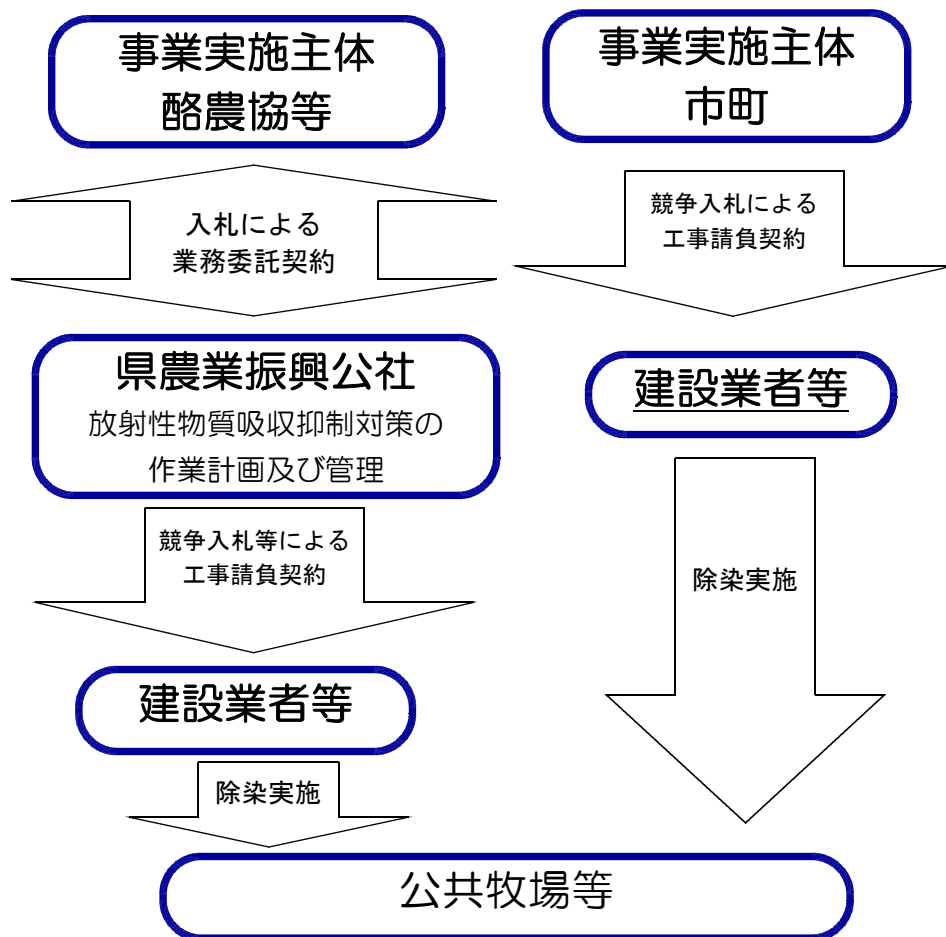 事業実施主体
酪農協等
入札による
業務委託契約
県農業振興公社
放射性物質吸収抑制対策の
作業計画及び管理
競争入札等による
工事請負契約
建設業者等
除染実施
事業実施主体
市町
競争入札による
工事請負契約
建設業者等
除染実施
公共牧場等